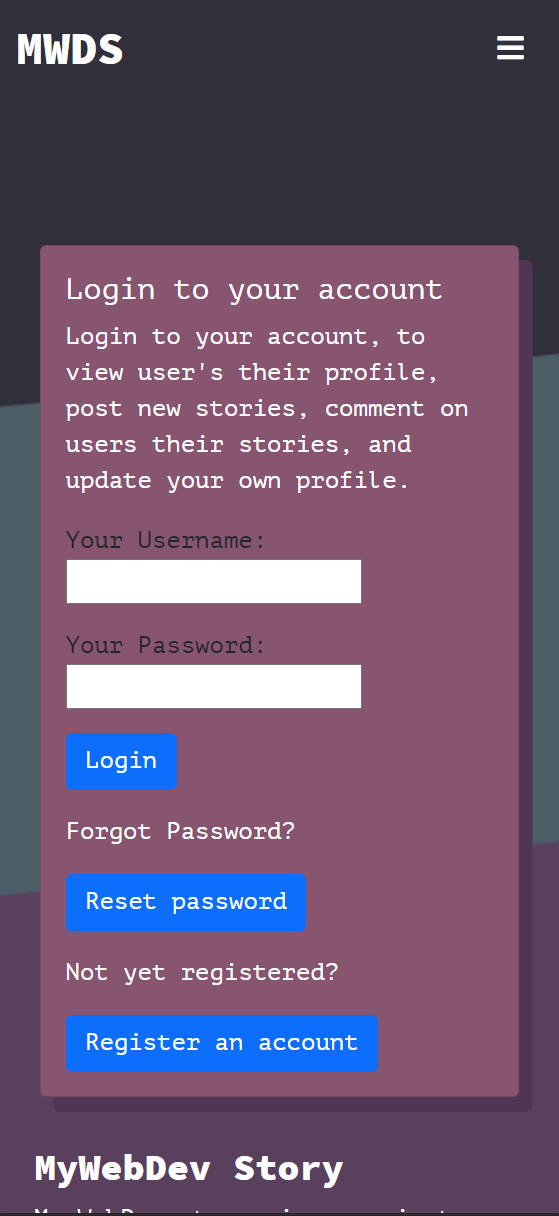 MWDS
Login to your account
Login to your account, to
view user's their profile,
post new stories, comment on
users their stories, and
update your own profile.
Your Username:
Your Password:
Login
Forgot Password?
Reset password
Not yet registered?
Register an account
MyWebDev Story